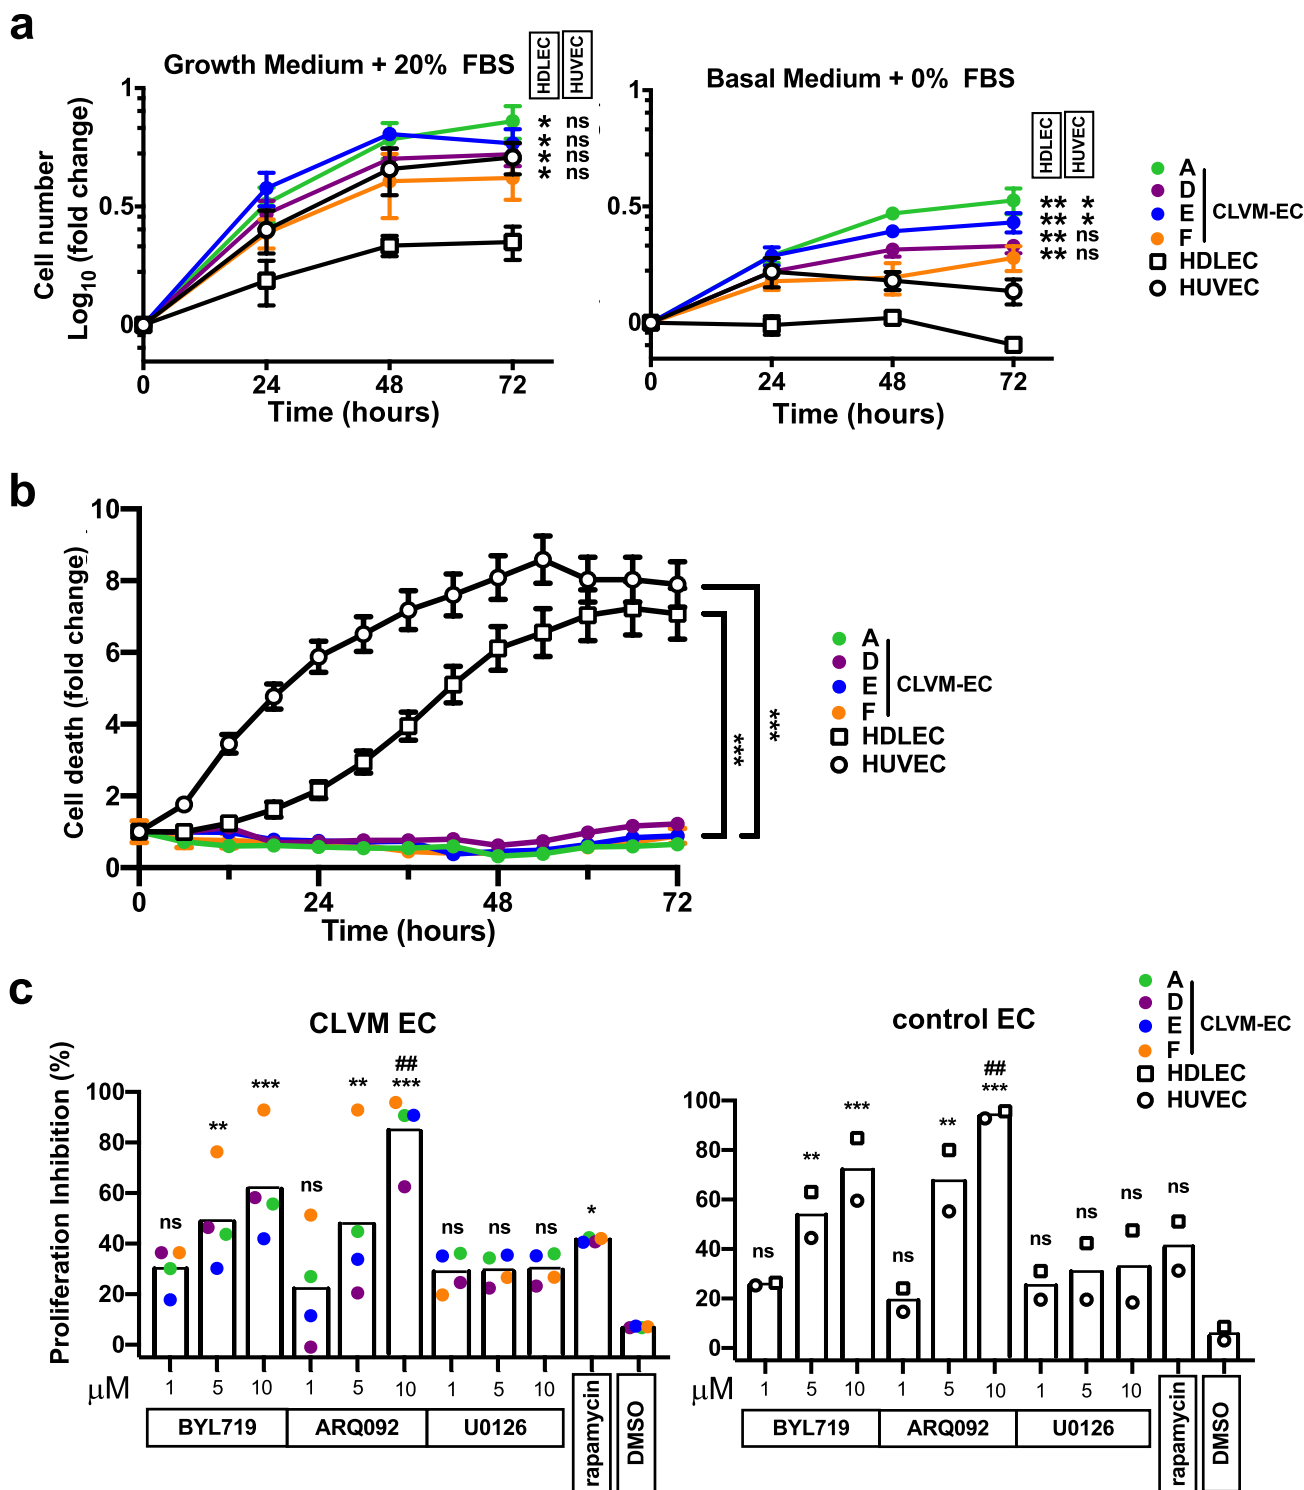 a
Growth Medium + 20% FBS
HDLEC
HUVEC
Cell number
Log10 (fold change)
1
0.5
0
* ns
* ns
* ns
* ns
0 24 48 72
Time (hours)
Basal Medium + 0% FBS
HDLEC
HUVEC
1
0.5
0
** *
** *
** ns
** ns
0 24 48 72
Time (hours)
A
D
E
F
CLVM-EC
HDLEC
HUVEC
b
Cell death (fold change)
10
8
6
4
2
0
0 24 48 72
Time (hours)
***
***
A
D
E
F
CLVM-EC
HDLEC
HUVEC
c
CLVM EC
Proliferation Inhibition (%)
100
80
60
40
20
0
ns ** *** ns ** ## *** ns ns ns *
µM 1 5 10 1 5 10 1 5 10
BYL719 ARQ092 U0126 rapamycin DMSO
control EC
100
80
60
40
20
0
ns ** *** ns ** ## *** ns ns ns ns
1 5 10 1 5 10 1 5 10
BYL719 ARQ092 U0126 rapamycin DMSO
A
D
E
F
CLVM-EC
HDLEC
HUVEC